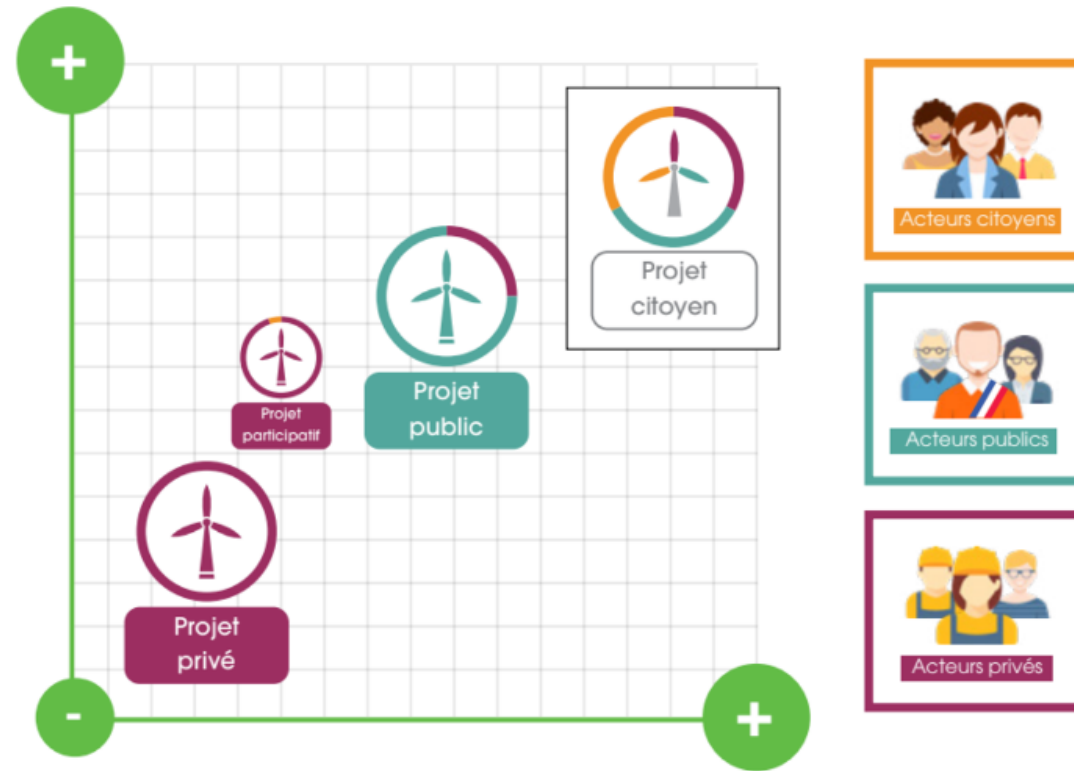 +
Projet
citoyen
Projet
public
Projet
participatif
Projet
privé
-
+
Acteurs citoyens
Acteurs publics
Acteurs privés